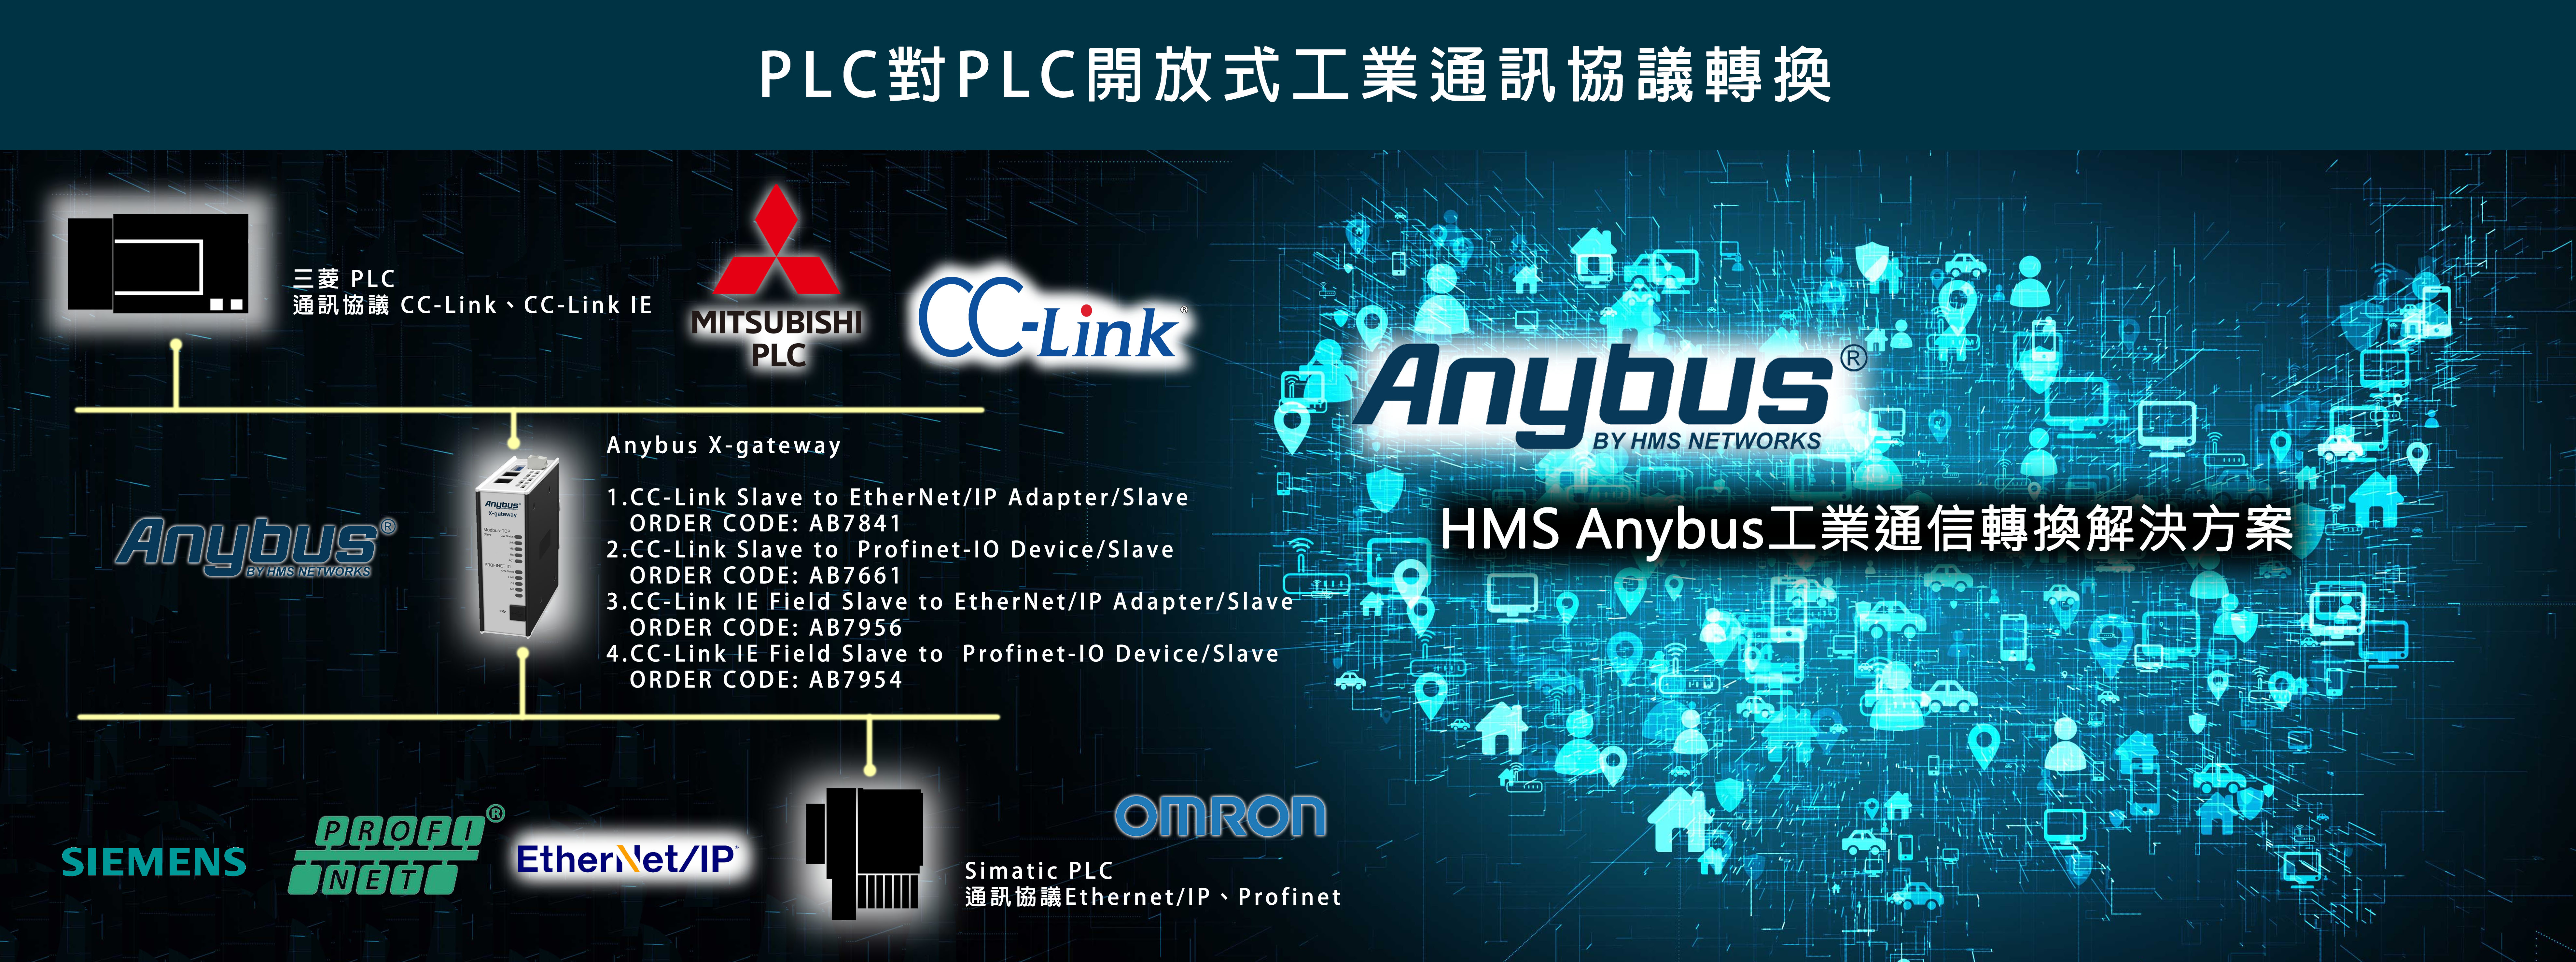 PLC對PLC開放式工業通訊協議轉換
三菱 PLC
通訊協議 CC-Link、CC-Link IE
MITSUBISHI
PLC
CC-Link®
Anybus®
BY HMS NETWORKS
HMS Anybus工業通信轉換解決方案
Anybus®
BY HMS NETWORKS
Anybus®
X-gateway
Modbus TCP
PROFINET IO
Anybus X-gateway
1.CC-Link Slave to EtherNet/IP Adapter/Slave
ORDER CODE: AB7841
2.CC-Link Slave to  Profinet-IO Device/Slave
ORDER CODE: AB7661
3.CC-Link IE Field Slave to EtherNet/IP Adapter/Slave
ORDER CODE: AB7956
4.CC-Link IE Field Slave to  Profinet-IO Device/Slave
ORDER CODE: AB7954
SIEMENS
PROFI®
NET
EtherNet/IP
OMRON
Simatic PLC
通訊協議Ethernet/IP、Profinet